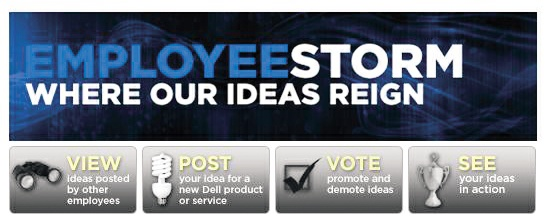 EMPLOYEESTORM
WHERE OUR IDEAS REIGN
VIEW
ideas posted
by other
employees
POST
your idea for a
new Dell product
or service
VOTE
promote and
demote ideas
SEE
your ideas
in action